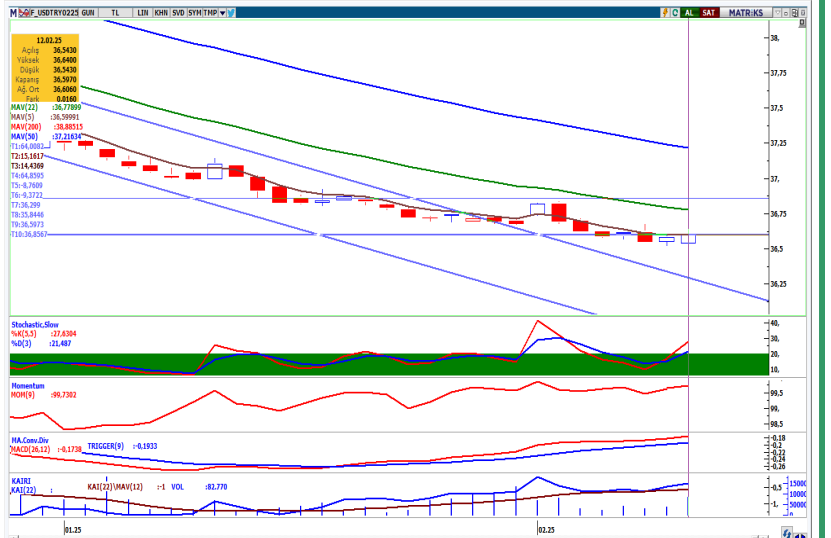 M F_USDTRY0225 GUN TL LIN KHN SVD SYM TMP C AL SAT MATRIKS
12.02.25
Açılış 36,5430
Yüksek 36,6400
Düşük 36,5430
Kapanış 36,5970
Ağ. Ort 36,6060
Fark 0,0160
MAV(22) :36,77899
MAV(5) :36,59991
MAV(200) :38,88515
MAV(50) :37,21634
T1:64,0082
T2:15,1617
T3:14,4369
T4:64,8595
T5:-8,7609
T6:-9,3722
T7:36,299
T8:35,8446
T9:36,5973
T10:36,8567
38,
37,75
37,5
37,25
37,
36,75
36,5
36,25
Stochastic,Slow
%K(5,5) :27,6304
%D(3) :21,487
40,
30,
20,
10,
Momentum
MOM(9) :99,7302
99,5
99,
98,5
MA.Conv.Div
MACD(26,12) :-0,1738 TRIGGER(9) :-0,1933
-0,18
-0,2
-0,22
-0,24
-0,26
KAIRI
KAI(22) : KAI(22)\MAV(12) :-1 VOL :82.770
-0,5
-1,
15000
10000
5000
0
01.25
02.25